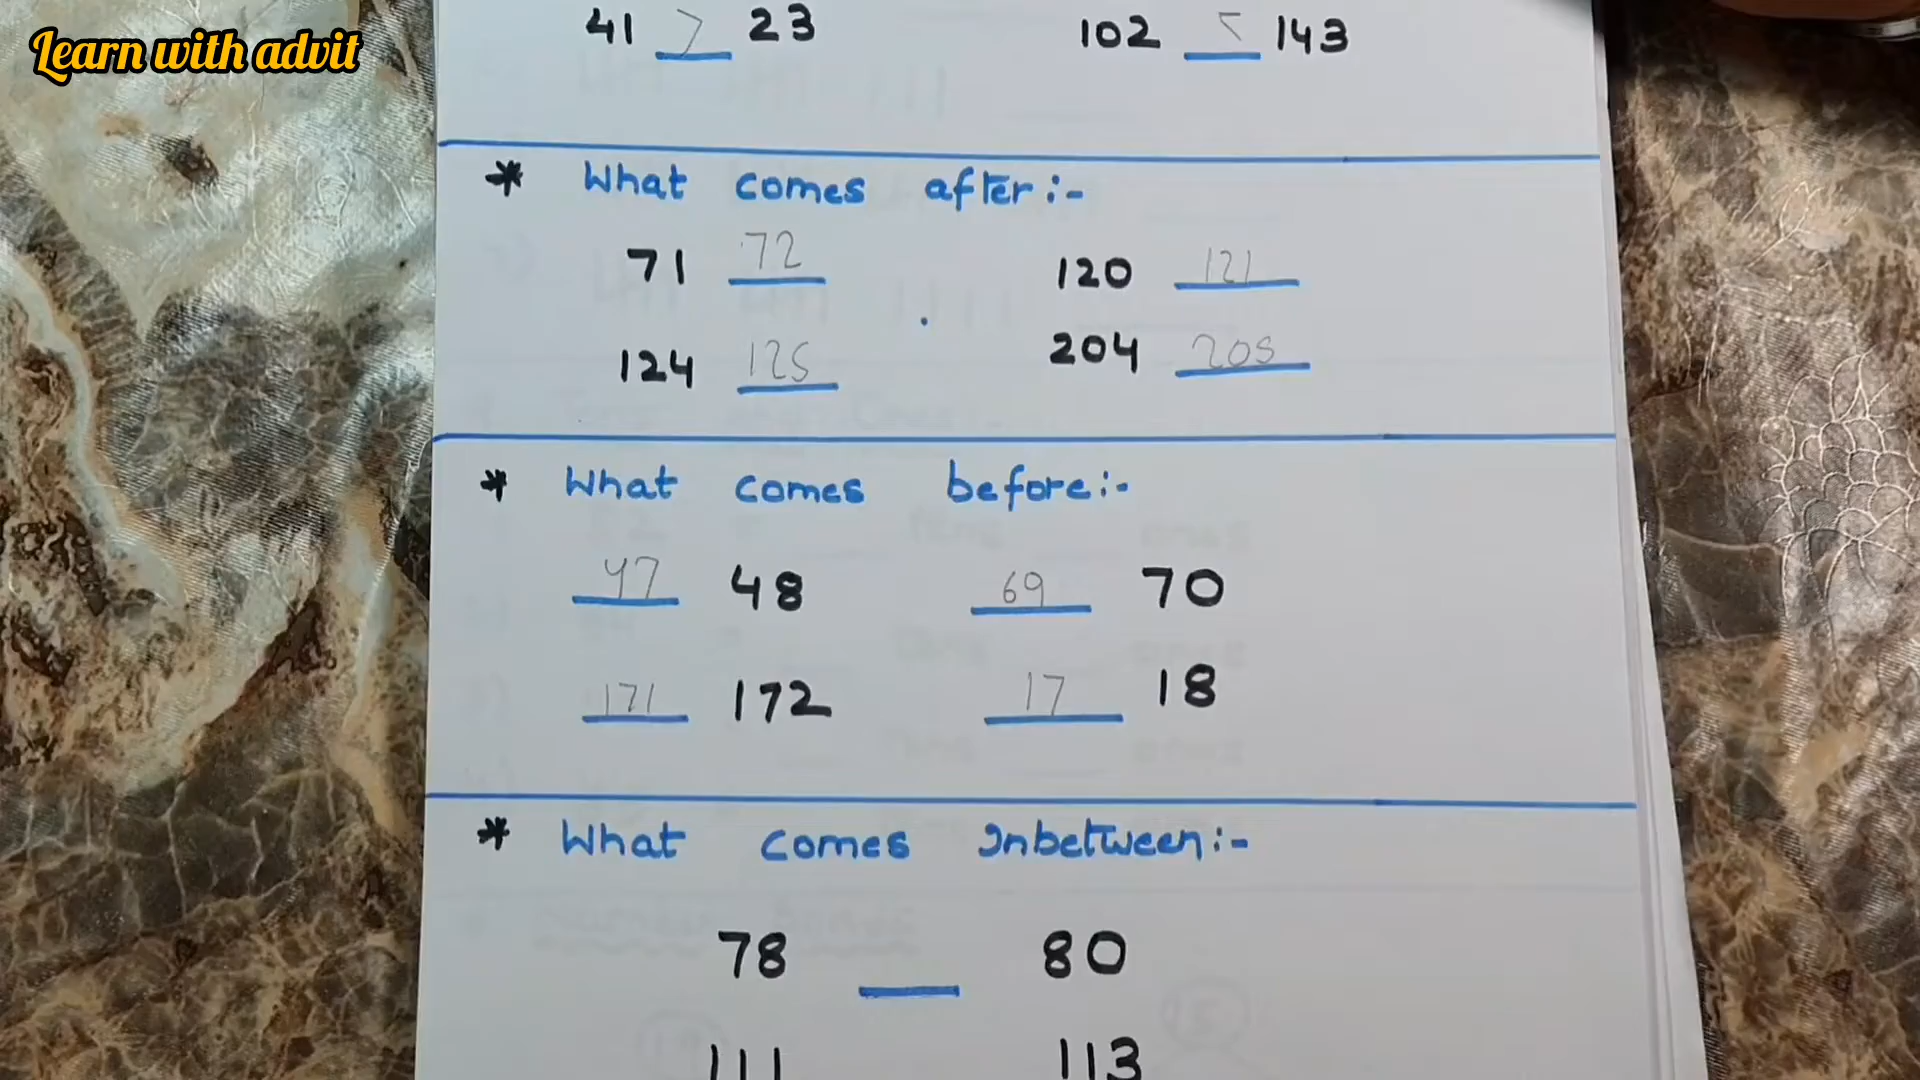 Learn with advit
41 > 23 102 < 143
* What comes after:-
71 72 120 121
124 125 204 205
* What comes before:-
47 48 69 70
171 172 17 18
* What comes Inbetween:-
78 __ 80
111 113